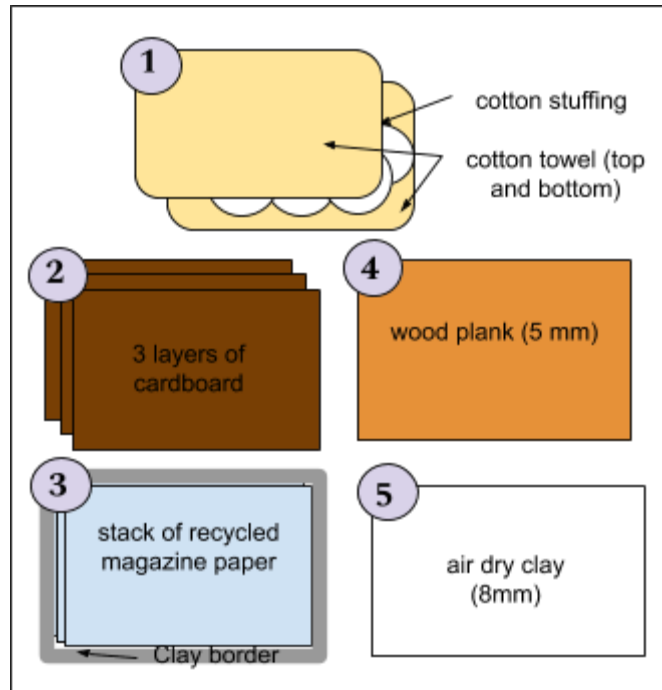 1
cotton stuffing
cotton towel (top
and bottom)
2
3 layers of
cardboard
4
wood plank (5 mm)
3
stack of recycled
magazine paper
Clay border
5
air dry clay
(8mm)